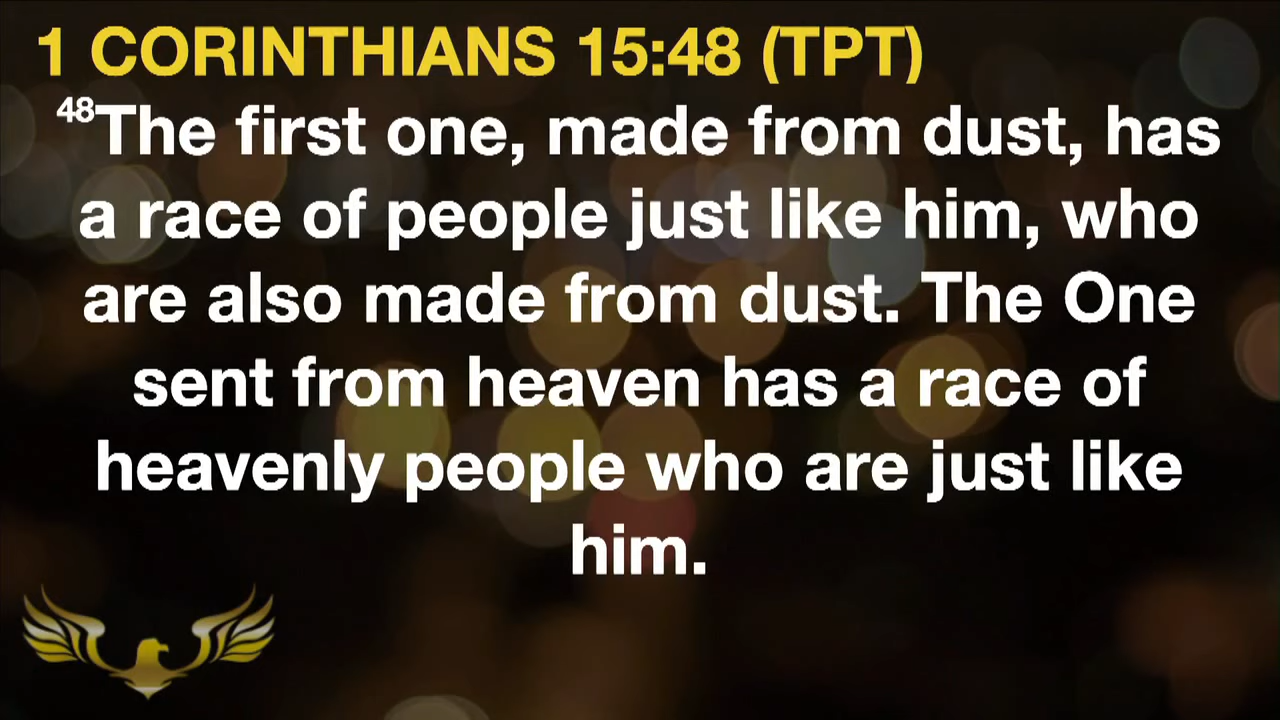 1 CORINTHIANS 15:48 (TPT)
48The first one, made from dust, has
a race of people just like him, who
are also made from dust. The One
sent from heaven has a race of
heavenly people who are just like
him.